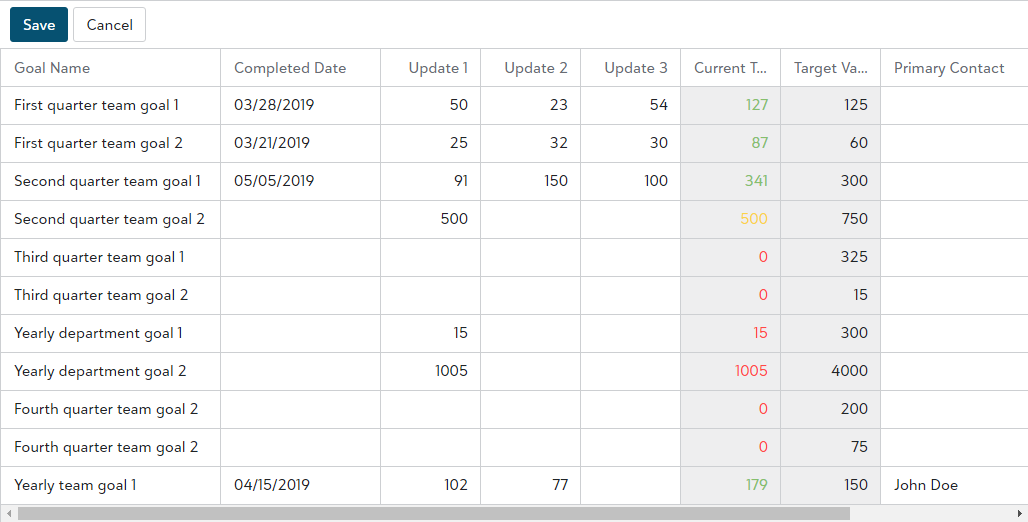 Save Cancel
Goal Name Completed Date Update 1 Update 2 Update 3 Current T... Target Va... Primary Contact
First quarter team goal 1 03/28/2019 50 23 54 127 125
First quarter team goal 2 03/21/2019 25 32 30 87 60
Second quarter team goal 1 05/05/2019 91 150 100 341 300
Second quarter team goal 2 500 500 750
Third quarter team goal 1 0 325
Third quarter team goal 2 0 15
Yearly department goal 1 15 15 300
Yearly department goal 2 1005 1005 4000
Fourth quarter team goal 2 0 200
Fourth quarter team goal 2 0 75
Yearly team goal 1 04/15/2019 102 77 179 150 John Doe